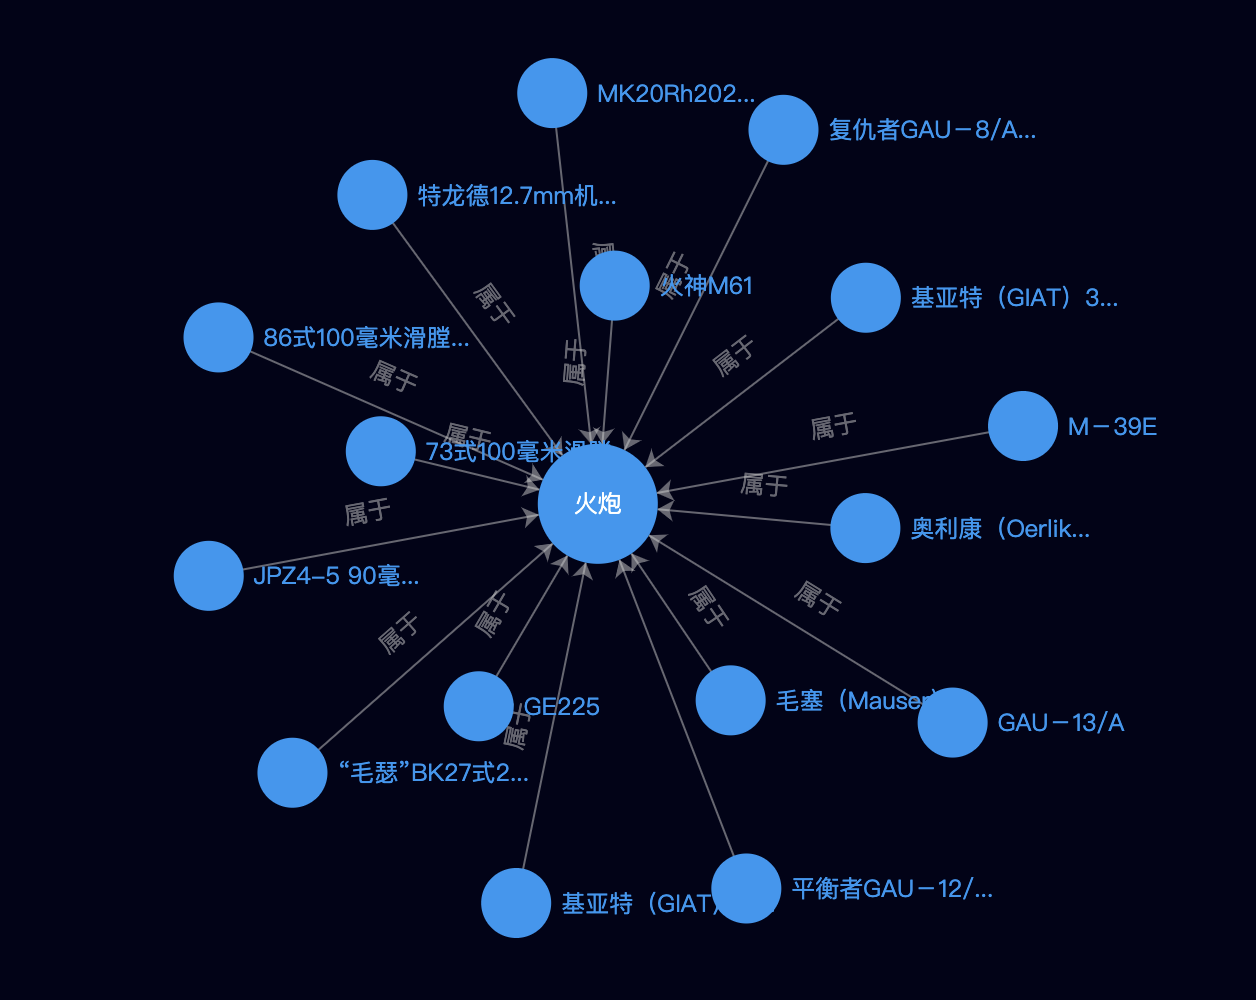 MK20Rh202...
复仇者GAU－8/A...
特龙德12.7mm机...
属于
属于
火神M61
基亚特（GIAT）3...
属于
86式100毫米滑膛...
属于
属于
属于
M－39E
属于
73式100毫米滑膛
属于
火炮
属于
奥利康（Oerlik...
JPZ4-5 90毫...
属于
属于
属于
属于
毛塞（Mauser）
GE225
属于
GAU－13/A
“毛瑟”BK27式2...
平衡者GAU－12/...
基亚特（GIAT）